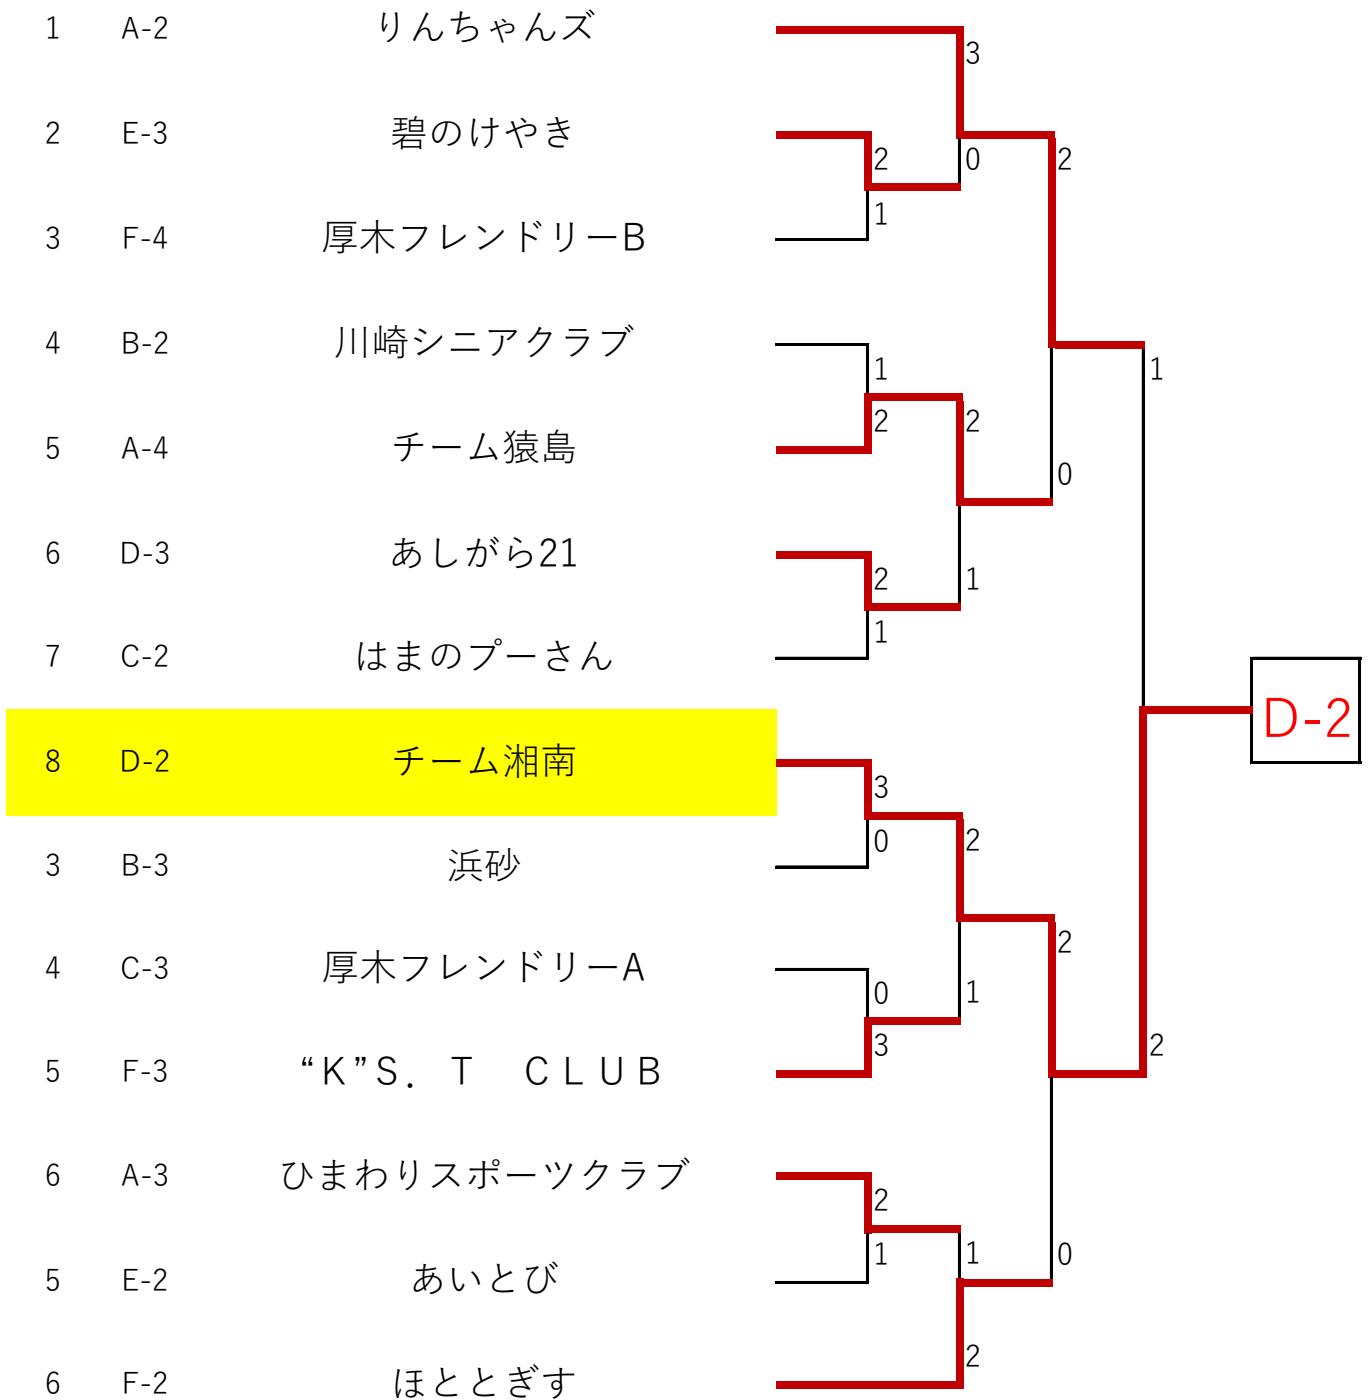 1 A-2 りんちゃんズ
3
2 E-3 碧のけやき
2 0 2
1
3 F-4 厚木フレンドリーB
4 B-2 川崎シニアクラブ
1 1
2 2
5 A-4 チーム猿島
0
6 D-3 あしがら21
2 1
1
7 C-2 はまのプーさん
D-2
8 D-2 チーム湘南
3
0 2
3 B-3 浜砂
2
4 C-3 厚木フレンドリーA
0 1
3 2
5 F-3 “K”S．T　CLUB
6 A-3 ひまわりスポーツクラブ
2
1 1 0
5 E-2 あいとび
2
6 F-2 ほととぎす